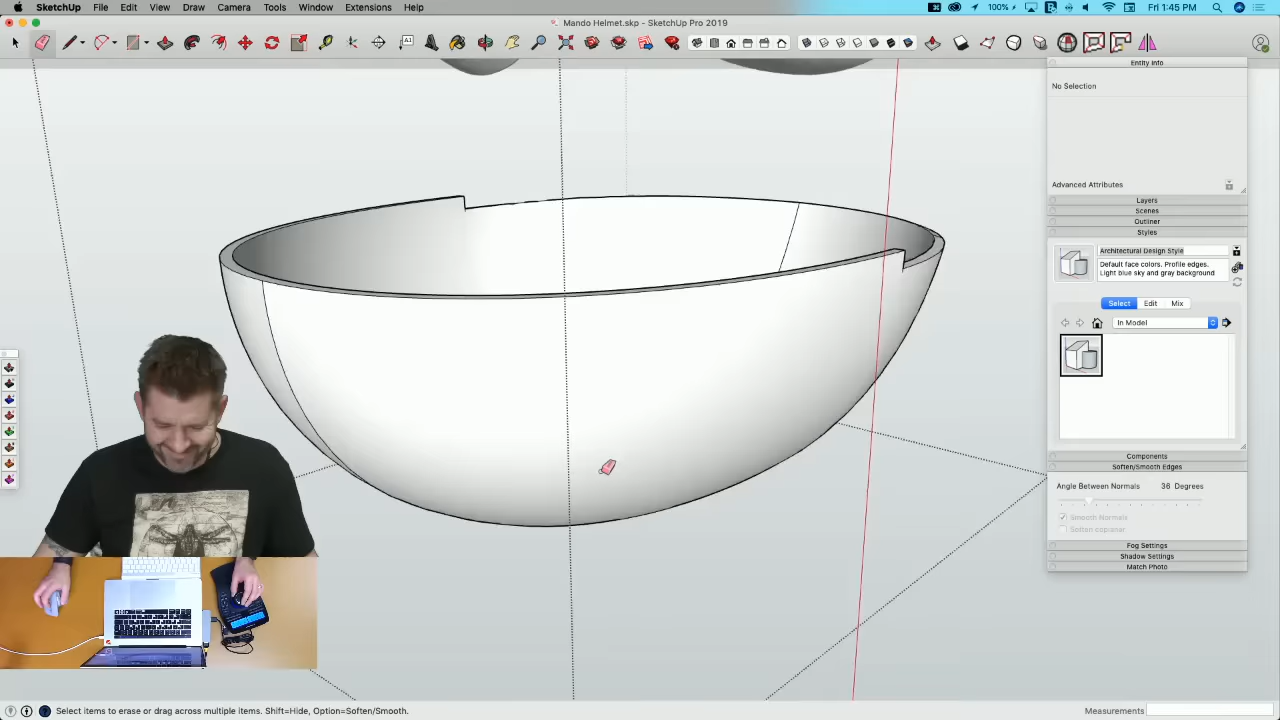 SketchUp File Edit View Draw Camera Tools Window Extensions Help
100% Fri 1:45 PM
Mando Helmet.skp - SketchUp Pro 2019
Entity Info
No Selection
Advanced Attributes
Layers
Scenes
Outliner
Styles
Architectural Design Style
Default face colors. Profile edges.
Light blue sky and gray background
Select Edit Mix
In Model
Components
Soften/Smooth Edges
Angle Between Normals 36 Degrees
Smooth Normals
Soften coplanar
Fog Settings
Shadow Settings
Match Photo
Select items to erase or drag across multiple items. Shift=Hide, Option=Soften/Smooth.
Measurements